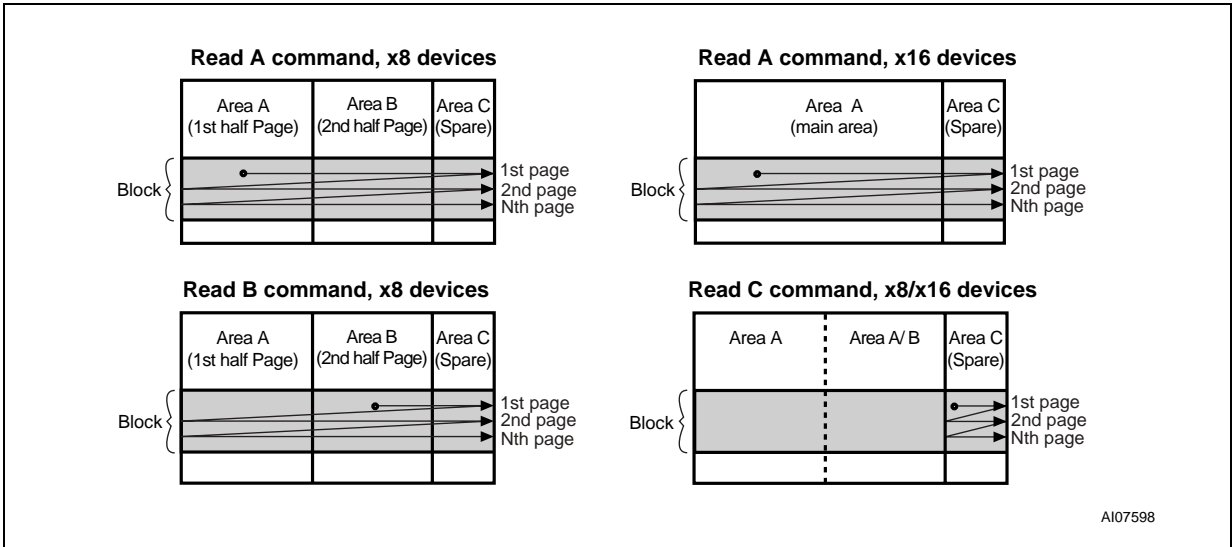 Read A command, x8 devices
Area A
(1st half Page)
Area B
(2nd half Page)
Area C
(Spare)
Block
1st page
2nd page
Nth page
Read A command, x16 devices
Area A
(main area)
Area C
(Spare)
Block
1st page
2nd page
Nth page
Read B command, x8 devices
Area A
(1st half Page)
Area B
(2nd half Page)
Area C
(Spare)
Block
1st page
2nd page
Nth page
Read C command, x8/x16 devices
Area A
Area A/ B
Area C
(Spare)
Block
1st page
2nd page
Nth page
AI07598